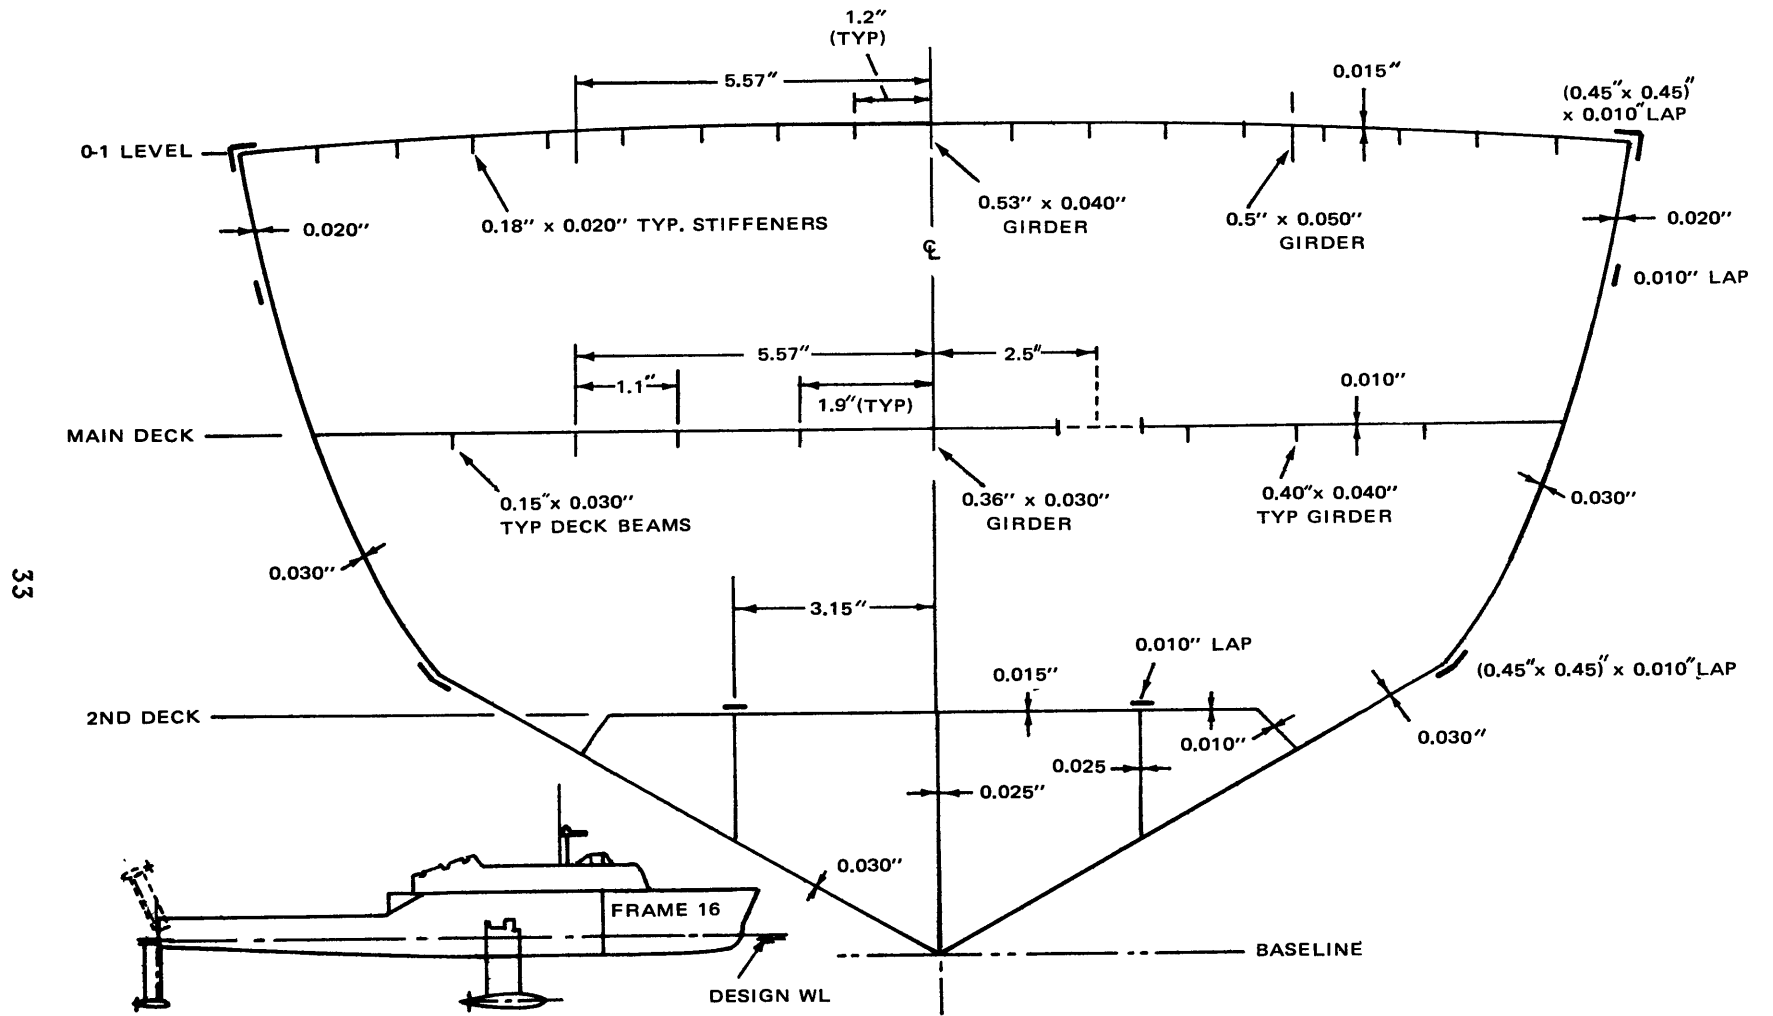 1.2"
(TYP)
5.57"
0.015"
(0.45"x 0.45)"
x 0.010" LAP
0-1 LEVEL
0.53" x 0.040"
GIRDER
0.5" x 0.050"
GIRDER
0.18" x 0.020" TYP. STIFFENERS
0.020"
0.020"
℄
0.010" LAP
5.57"
2.5"
1.1"
1.9"(TYP)
0.010"
MAIN DECK
0.15"x 0.030"
TYP DECK BEAMS
0.36" x 0.030"
GIRDER
0.40"x 0.040"
TYP GIRDER
0.030"
0.030"
33
3.15"
0.010" LAP
0.015"
(0.45"x 0.45)" x 0.010" LAP
2ND DECK
0.010"
0.030"
0.025
0.025"
0.030"
FRAME 16
BASELINE
DESIGN WL